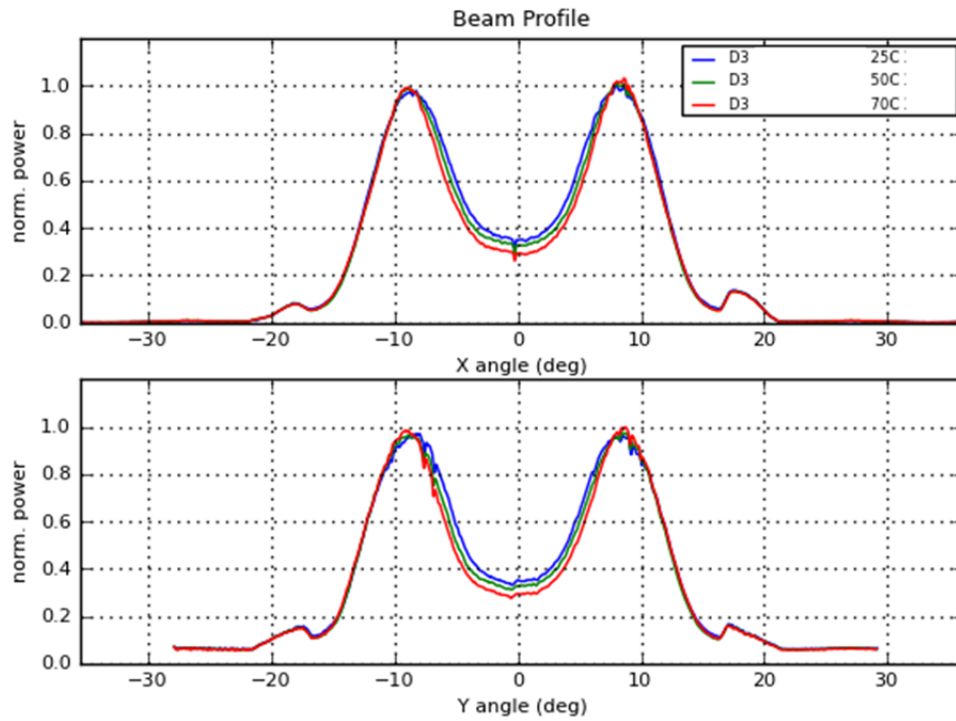 Beam Profile
norm. power
1.0
0.8
0.6
0.4
0.2
0.0
D3 25C :
D3 50C :
D3 70C :
−30 −20 −10 0 10 20 30
X angle (deg)
norm. power
1.0
0.8
0.6
0.4
0.2
0.0
−30 −20 −10 0 10 20 30
Y angle (deg)